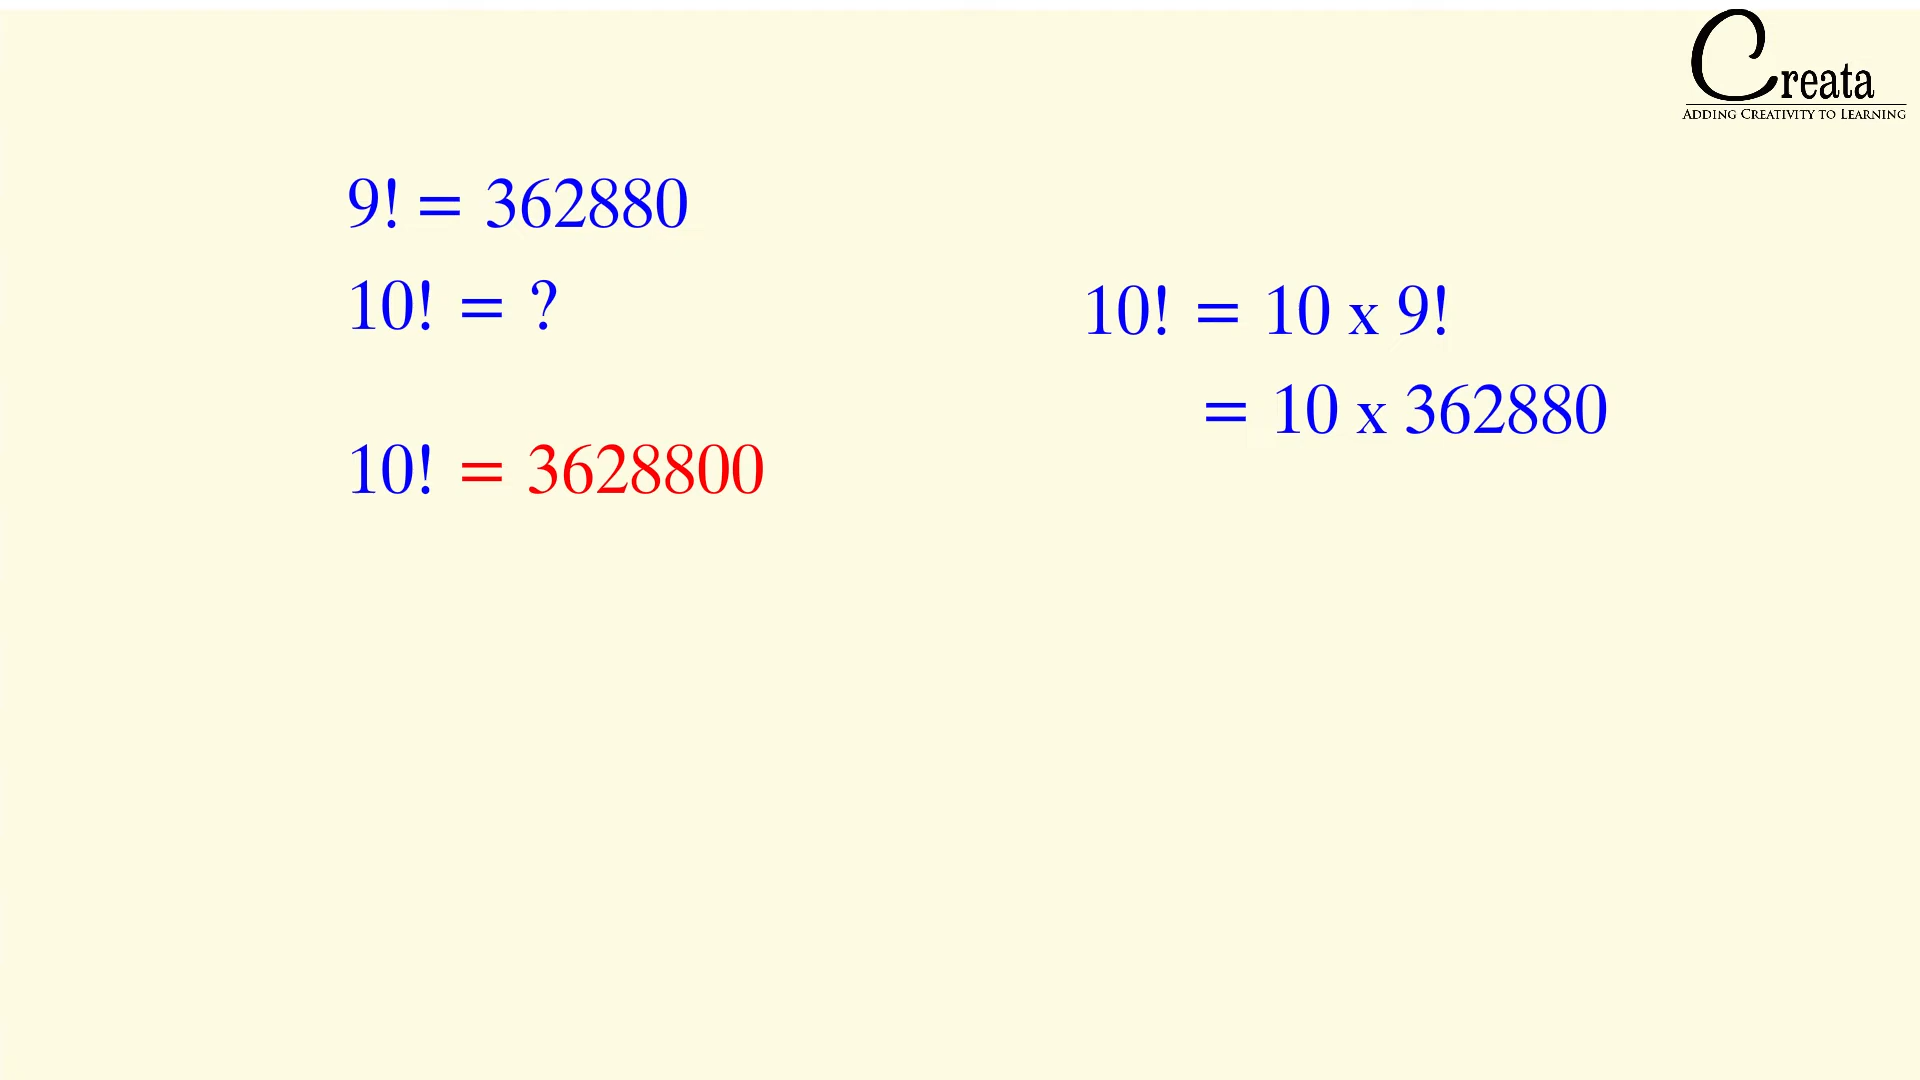 Creata
ADDING CREATIVITY TO LEARNING
9! = 362880
10! = ?
10! = 3628800
10! = 10 x 9!
= 10 x 362880